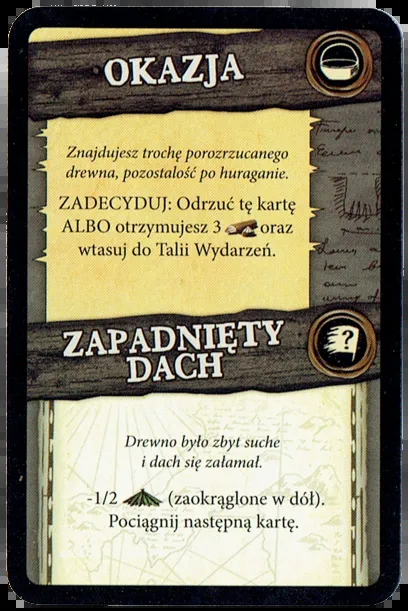 OKAZJA
Znajdujesz trochę porozrzucanego
drewna, pozostałość po huraganie.
ZADECYDUJ: Odrzuć tę kartę
ALBO otrzymujesz 3 oraz
wtasuj do Talii Wydarzeń.
ZAPADNIĘTY
DACH
?
Drewno było zbyt suche
i dach się załamał.
-1/2 (zaokrąglone w dół).
Pociągnij następną kartę.